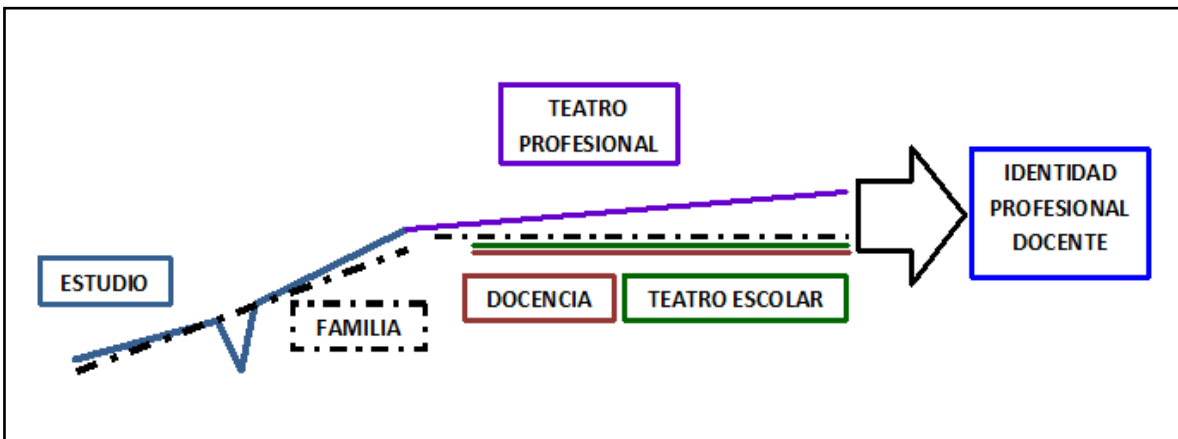 TEATRO
PROFESIONAL
IDENTIDAD
PROFESIONAL
DOCENTE
ESTUDIO
DOCENCIA
TEATRO ESCOLAR
FAMILIA